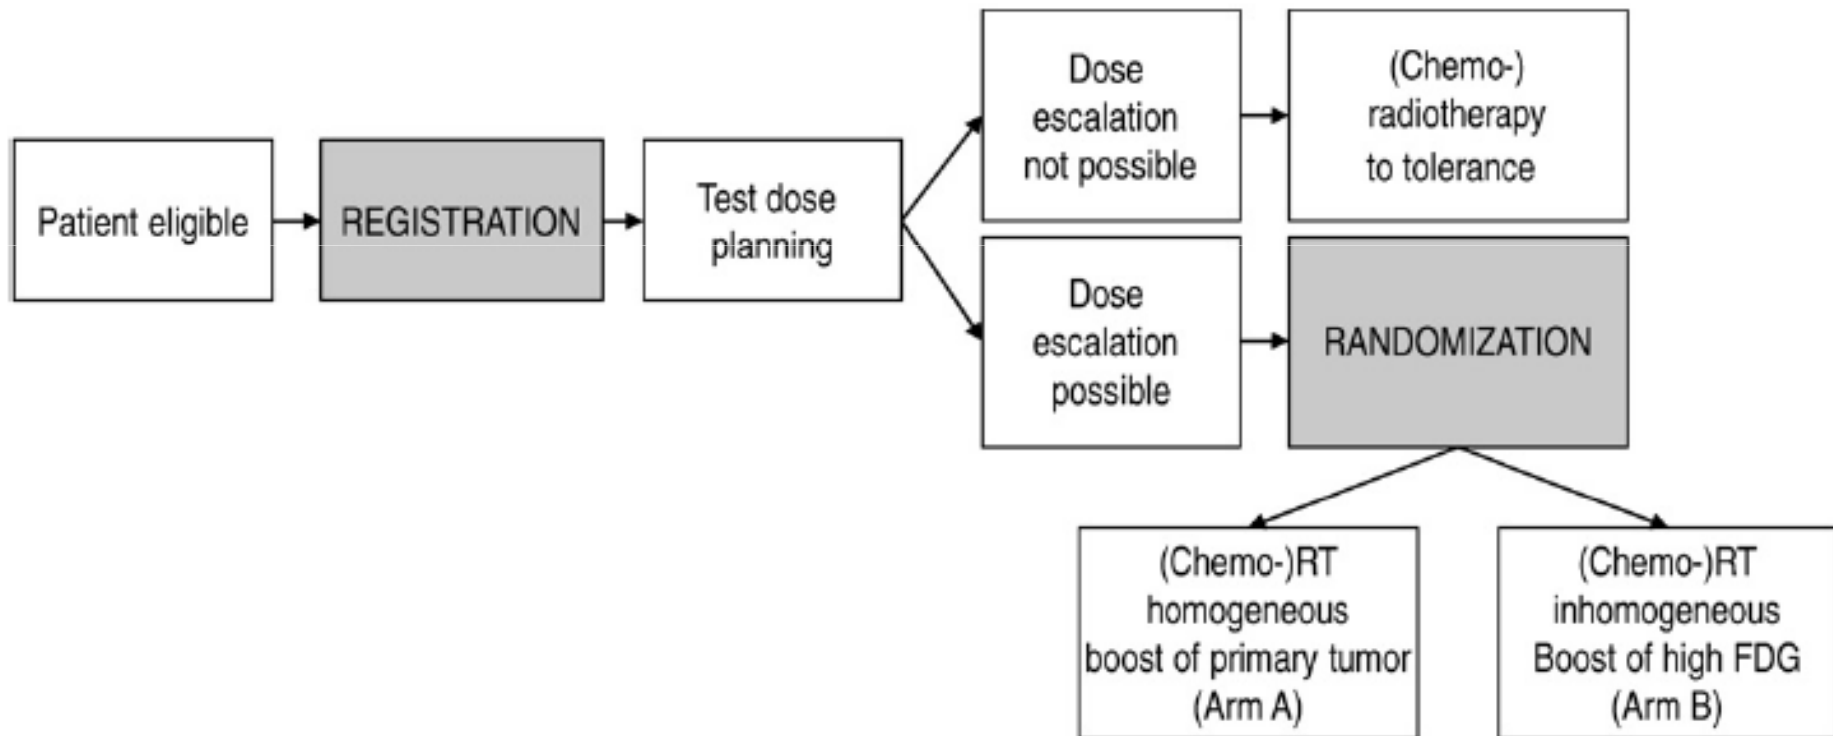 Patient eligible
REGISTRATION
Test dose
planning
Dose
escalation
not possible
(Chemo-)
radiotherapy
to tolerance
Dose
escalation
possible
RANDOMIZATION
(Chemo-)RT
homogeneous
boost of primary tumor
(Arm A)
(Chemo-)RT
inhomogeneous
Boost of high FDG
(Arm B)